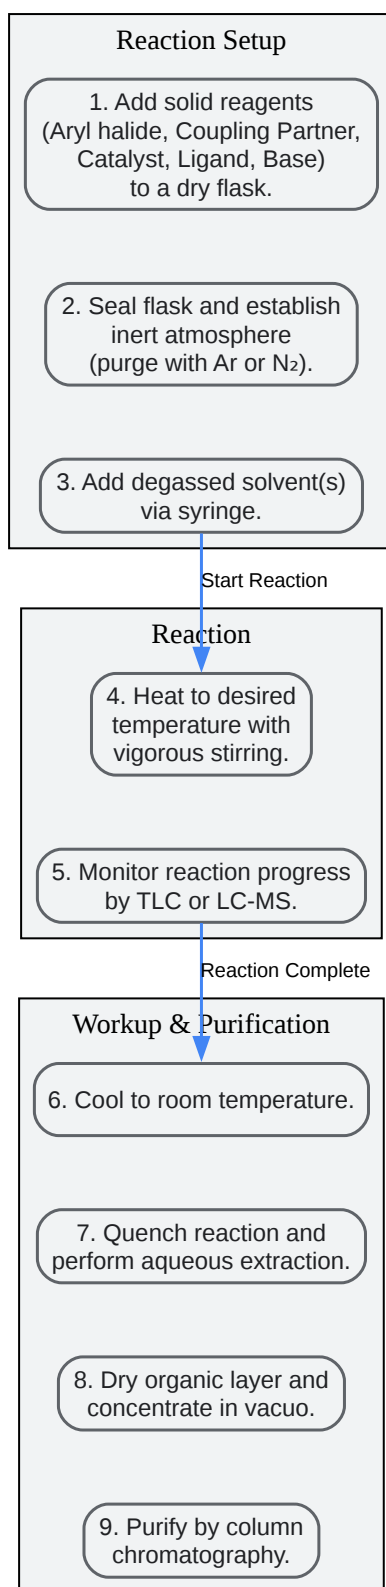 Reaction Setup
1. Add solid reagents
(Aryl halide, Coupling Partner,
Catalyst, Ligand, Base)
to a dry flask.
2. Seal flask and establish
inert atmosphere
(purge with Ar or N₂).
3. Add degassed solvent(s)
via syringe.
Start Reaction
Reaction
4. Heat to desired
temperature with
vigorous stirring.
5. Monitor reaction progress
by TLC or LC-MS.
Reaction Complete
Workup & Purification
6. Cool to room temperature.
7. Quench reaction and
perform aqueous extraction.
8. Dry organic layer and
concentrate in vacuo.
9. Purify by column
chromatography.